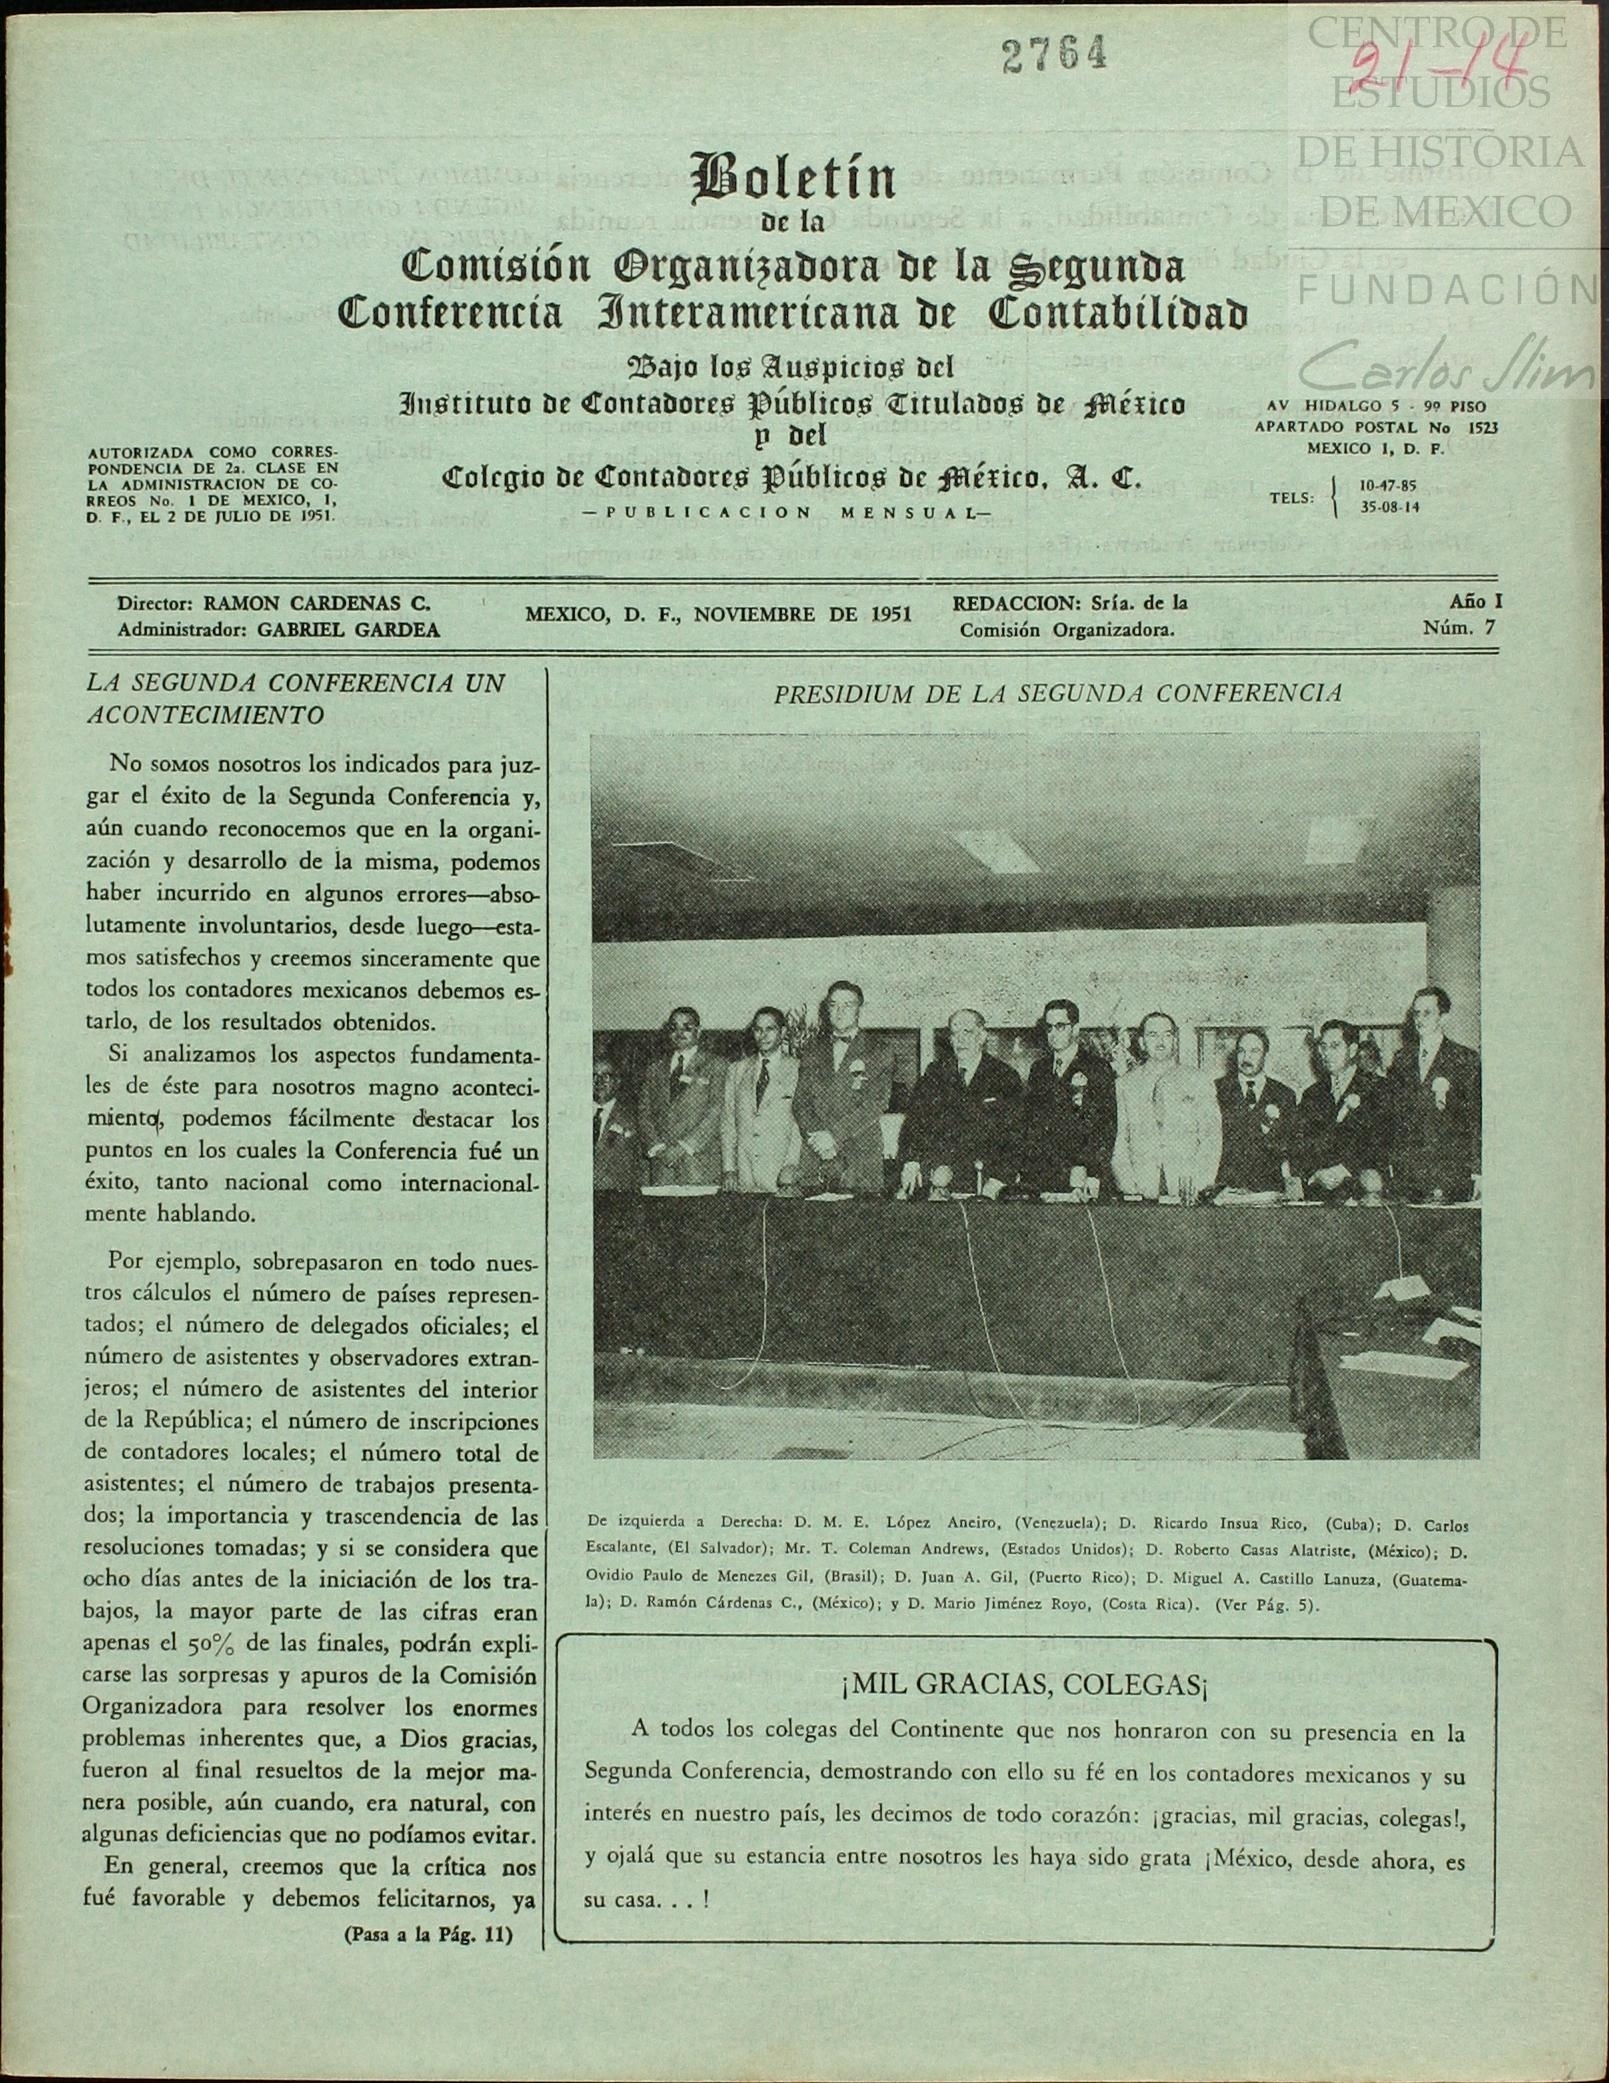 2764
21-14
CENTRO DE
ESTUDIOS
DE HISTORIA
DE MEXICO
FUNDACIÓN
Carlos Slim
Boletín
de la
Comisión Organizadora de la Segunda
Conferencia Interamericana de Contabilidad
Bajo los Auspicios del
Instituto de Contadores Públicos Titulados de México
y del
Colegio de Contadores Públicos de México, A. C.
—PUBLICACION MENSUAL—
AUTORIZADA COMO CORRES-
PONDENCIA DE 2a. CLASE EN
LA ADMINISTRACION DE CO-
RREOS No. 1 DE MEXICO, 1,
D. F., EL 2 DE JULIO DE 1951.
AV HIDALGO 5 - 9º PISO
APARTADO POSTAL No 1523
MEXICO 1, D. F.
TELS: { 10-47-85
35-08-14
Director: RAMON CARDENAS C.
Administrador: GABRIEL GARDEA
MEXICO, D. F., NOVIEMBRE DE 1951
REDACCION: Sría. de la
Comisión Organizadora.
Año I
Núm. 7
LA SEGUNDA CONFERENCIA UN
ACONTECIMIENTO
No somos nosotros los indicados para juz-
gar el éxito de la Segunda Conferencia y,
aún cuando reconocemos que en la organi-
zación y desarrollo de la misma, podemos
haber incurrido en algunos errores—abso-
lutamente involuntarios, desde luego—esta-
mos satisfechos y creemos sinceramente que
todos los contadores mexicanos debemos es-
tarlo, de los resultados obtenidos.
Si analizamos los aspectos fundamenta-
les de éste para nosotros magno aconteci-
miento, podemos fácilmente destacar los
puntos en los cuales la Conferencia fué un
éxito, tanto nacional como internacional-
mente hablando.
Por ejemplo, sobrepasaron en todo nues-
tros cálculos el número de países represen-
tados; el número de delegados oficiales; el
número de asistentes y observadores extran-
jeros; el número de asistentes del interior
de la República; el número de inscripciones
de contadores locales; el número total de
asistentes; el número de trabajos presenta-
dos; la importancia y trascendencia de las
resoluciones tomadas; y si se considera que
ocho días antes de la iniciación de los tra-
bajos, la mayor parte de las cifras eran
apenas el 50% de las finales, podrán expli-
carse las sorpresas y apuros de la Comisión
Organizadora para resolver los enormes
problemas inherentes que, a Dios gracias,
fueron al final resueltos de la mejor ma-
nera posible, aún cuando, era natural, con
algunas deficiencias que no podíamos evitar.
En general, creemos que la crítica nos
fué favorable y debemos felicitarnos, ya
(Pasa a la Pág. 11)
PRESIDIUM DE LA SEGUNDA CONFERENCIA
De izquierda a Derecha: D. M. E. López Aneiro, (Venezuela); D. Ricardo Insua Rico, (Cuba); D. Carlos
Escalante, (El Salvador); Mr. T. Coleman Andrews, (Estados Unidos); D. Roberto Casas Alatriste, (México); D.
Ovidio Paulo de Menezes Gil, (Brasil); D. Juan A. Gil, (Puerto Rico); D. Miguel A. Castillo Lanuza, (Guatema-
la); D. Ramón Cárdenas C., (México); y D. Mario Jiménez Royo, (Costa Rica). (Ver Pág. 5).
¡MIL GRACIAS, COLEGAS¡
A todos los colegas del Continente que nos honraron con su presencia en la
Segunda Conferencia, demostrando con ello su fé en los contadores mexicanos y su
interés en nuestro país, les decimos de todo corazón: ¡gracias, mil gracias, colegas!,
y ojalá que su estancia entre nosotros les haya sido grata ¡México, desde ahora, es
su casa. . . !